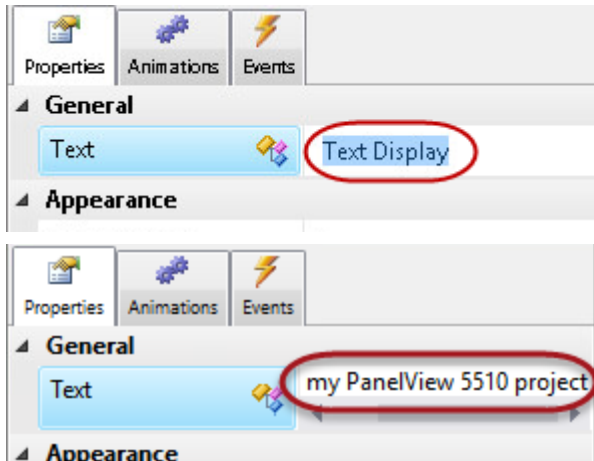 Properties Animations Events
General
Text Text Display
Appearance
Properties Animations Events
General
Text my PanelView 5510 project
Appearance